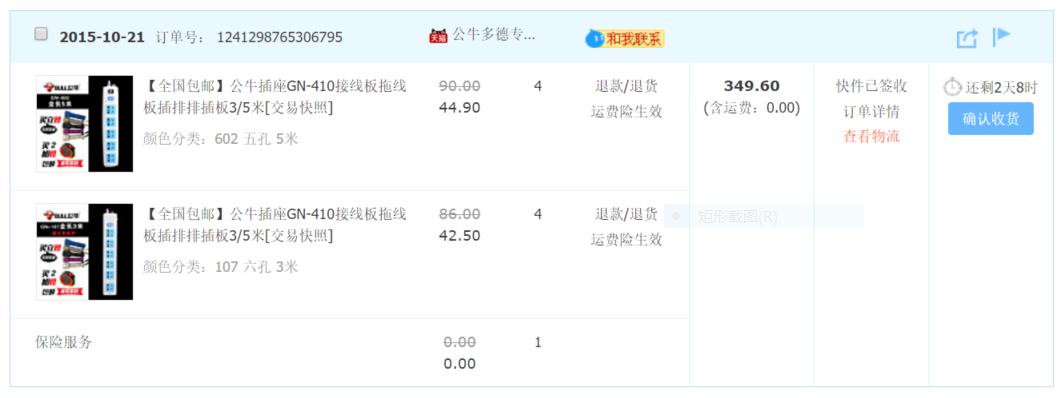 2015-10-21 订单号： 1241298765306795 天猫 公牛多德专... 和我联系
【全国包邮】公牛插座GN-410接线板拖线
板插排排插板3/5米[交易快照]
颜色分类：602 五孔 5米
90.00
44.90
4
退款/退货
运费险生效
349.60
(含运费：0.00)
快件已签收
订单详情
查看物流
还剩2天8时
确认收货
【全国包邮】公牛插座GN-410接线板拖线
板插排排插板3/5米[交易快照]
颜色分类：107 六孔 3米
86.00
42.50
4
退款/退货
运费险生效
矩形截图(R)
保险服务
0.00
0.00
1